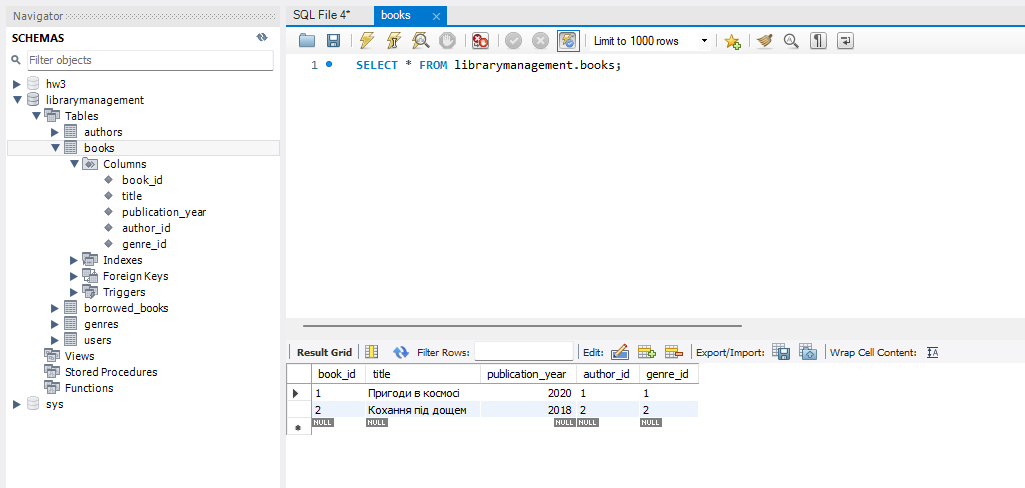 Navigator
SCHEMAS
Filter objects
hw3
librarymanagement
Tables
authors
books
Columns
book_id
title
publication_year
author_id
genre_id
Indexes
Foreign Keys
Triggers
borrowed_books
genres
users
Views
Stored Procedures
Functions
sys
SQL File 4*
books
Limit to 1000 rows
1 SELECT * FROM librarymanagement.books;
Result Grid
Filter Rows:
Edit:
Export/Import:
Wrap Cell Content:
book_id title publication_year author_id genre_id
1 Пригоди в космосі 2020 1 1
2 Кохання під дощем 2018 2 2
NULL NULL NULL NULL NULL